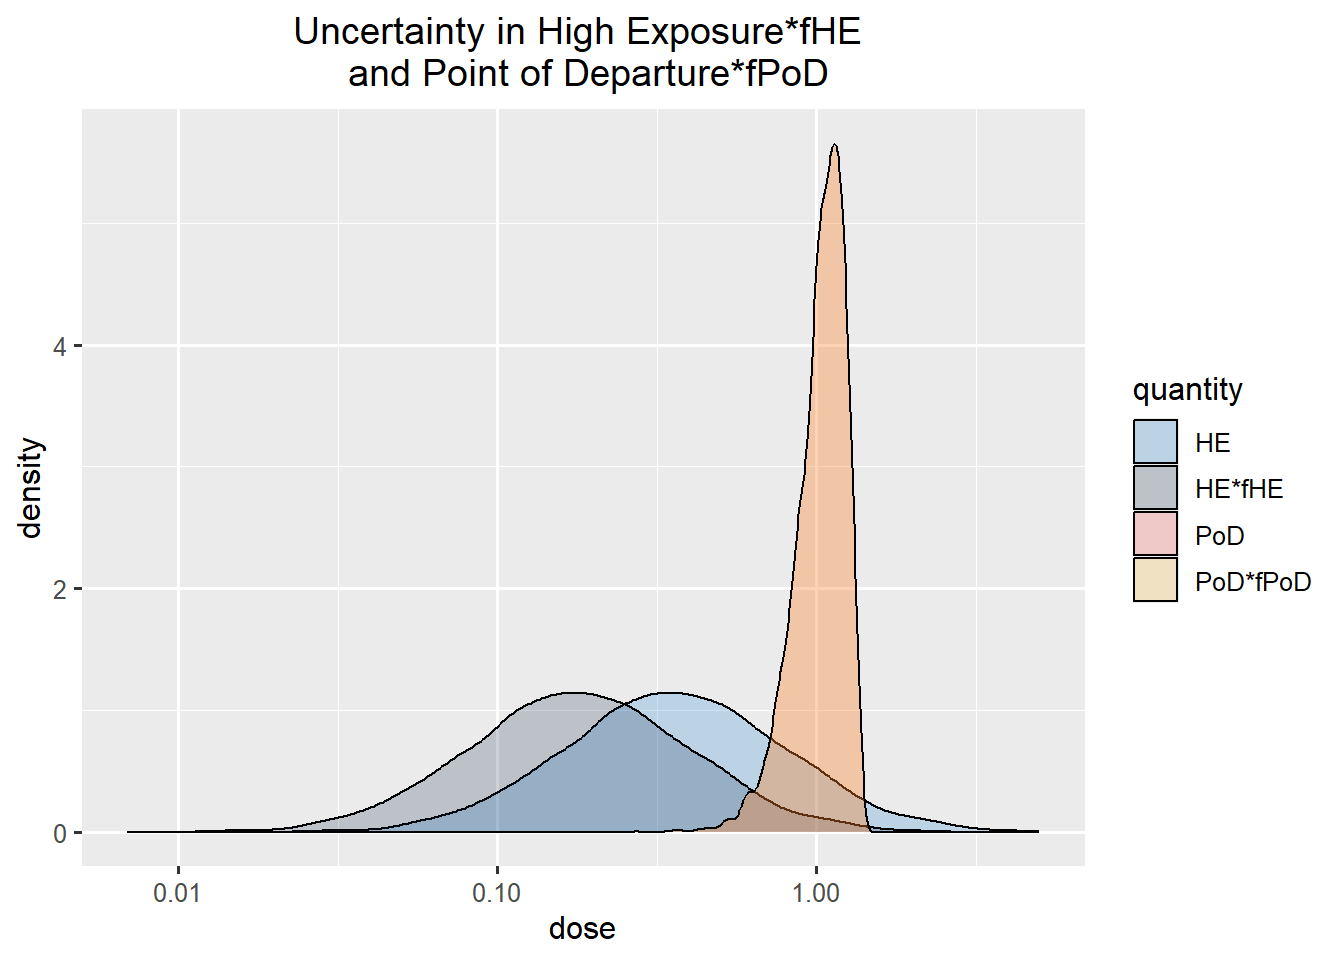 Uncertainty in High Exposure*fHE
and Point of Departure*fPoD
density
4
2
0
0.01
0.10
1.00
dose
quantity
HE
HE*fHE
PoD
PoD*fPoD